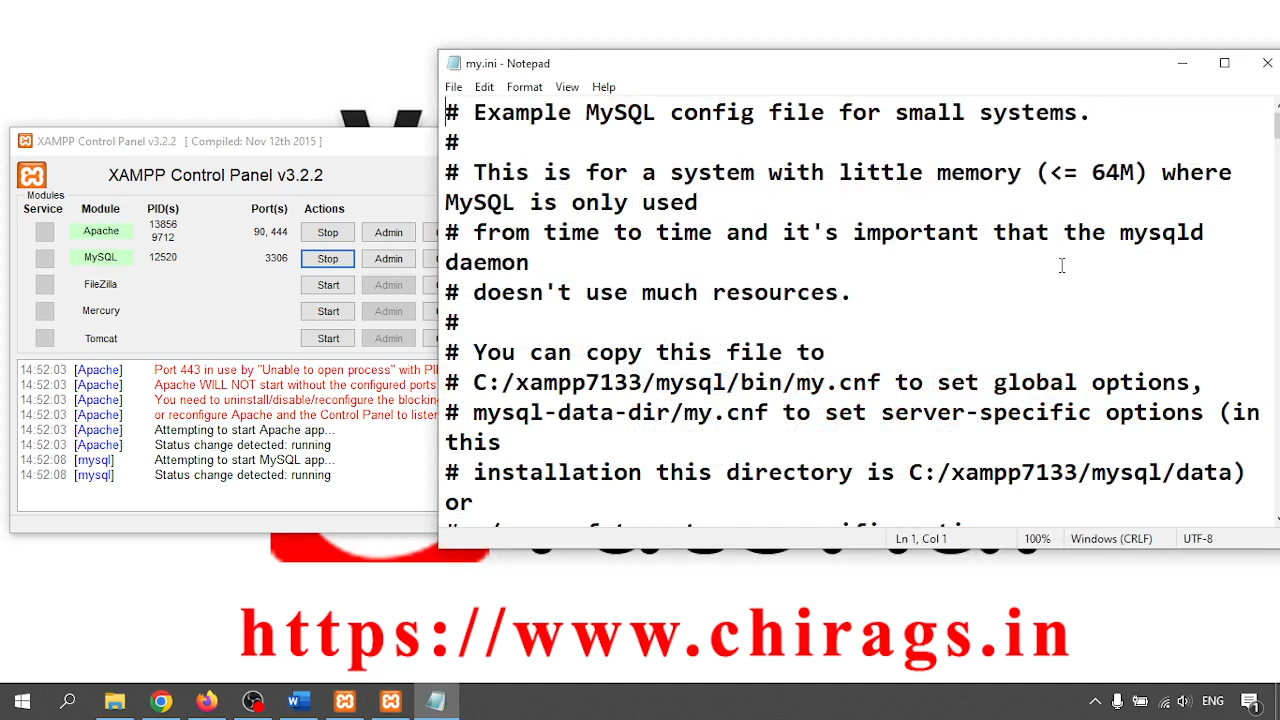 my.ini - Notepad
File Edit Format View Help
# Example MySQL config file for small systems.
#
# This is for a system with little memory (<= 64M) where
MySQL is only used
# from time to time and it's important that the mysqld
daemon
# doesn't use much resources.
#
# You can copy this file to
# C:/xampp7133/mysql/bin/my.cnf to set global options,
# mysql-data-dir/my.cnf to set server-specific options (in
this
# installation this directory is C:/xampp7133/mysql/data)
or
Ln 1, Col 1 100% Windows (CRLF) UTF-8
XAMPP Control Panel v3.2.2 [ Compiled: Nov 12th 2015 ]
XAMPP Control Panel v3.2.2
Modules
Service Module PID(s) Port(s) Actions
Apache 13856 9712 90, 444 Stop Admin
MySQL 12520 3306 Stop Admin
FileZilla Start Admin
Mercury Start Admin
Tomcat Start Admin
14:52:03 [Apache] Port 443 in use by "Unable to open process" with
14:52:03 [Apache] Apache WILL NOT start without the configured ports
14:52:03 [Apache] You need to uninstall/disable/reconfigure the blocking
14:52:03 [Apache] or reconfigure Apache and the Control Panel to listen
14:52:03 [Apache] Attempting to start Apache app...
14:52:03 [Apache] Status change detected: running
14:52:08 [mysql] Attempting to start MySQL app...
14:52:08 [mysql] Status change detected: running
https://www.chirags.in
ENG